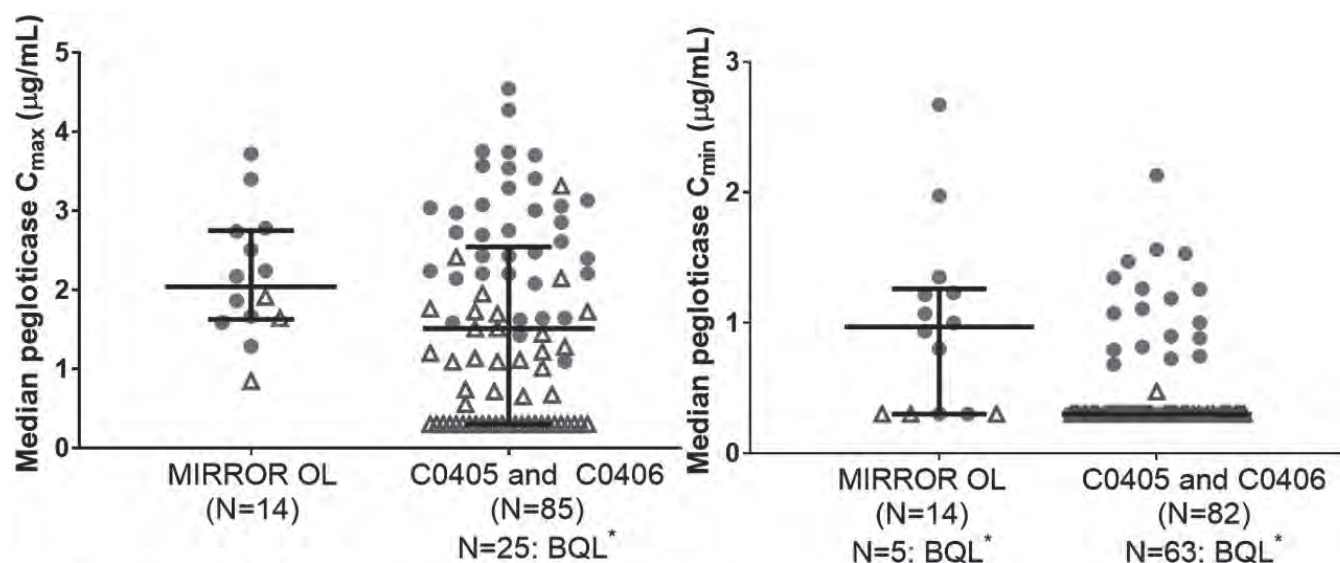 Median pegloticase Cmax (µg/mL)
5
4
3
2
1
0
MIRROR OL
(N=14)
C0405 and C0406
(N=85)
N=25: BQL*
Median pegloticase Cmin (µg/mL)
3
2
1
0
MIRROR OL
(N=14)
N=5: BQL*
C0405 and C0406
(N=82)
N=63: BQL*